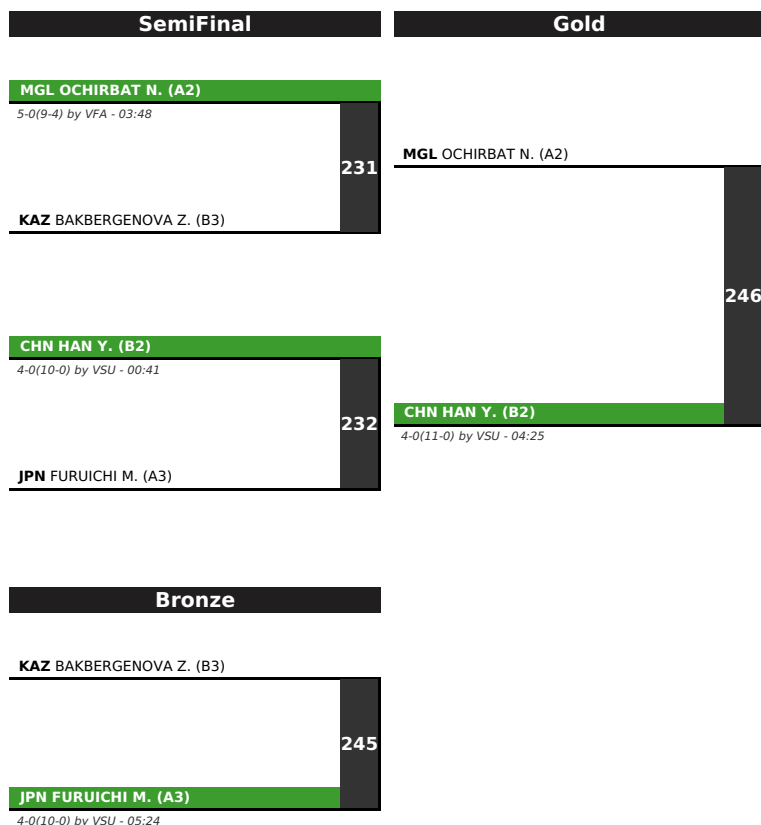 SemiFinal
MGL OCHIRBAT N. (A2)
5-0(9-4) by VFA - 03:48
231
KAZ BAKBERGENOVA Z. (B3)
CHN HAN Y. (B2)
4-0(10-0) by VSU - 00:41
232
JPN FURUICHI M. (A3)
Gold
MGL OCHIRBAT N. (A2)
246
CHN HAN Y. (B2)
4-0(11-0) by VSU - 04:25
Bronze
KAZ BAKBERGENOVA Z. (B3)
245
JPN FURUICHI M. (A3)
4-0(10-0) by VSU - 05:24